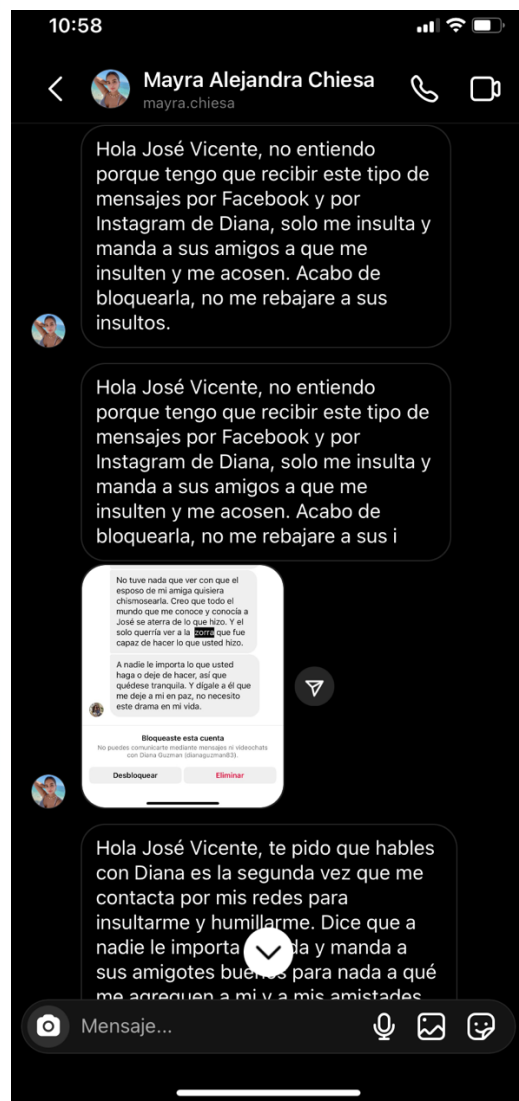 10:58
Mayra Alejandra Chiesa
mayra.chiesa
Hola José Vicente, no entiendo
porque tengo que recibir este tipo de
mensajes por Facebook y por
Instagram de Diana, solo me insulta y
manda a sus amigos a que me
insulten y me acosen. Acabo de
bloquearla, no me rebajare a sus
insultos.
Hola José Vicente, no entiendo
porque tengo que recibir este tipo de
mensajes por Facebook y por
Instagram de Diana, solo me insulta y
manda a sus amigos a que me
insulten y me acosen. Acabo de
bloquearla, no me rebajare a sus i
No tuve nada que ver con que el
esposo de mi amiga quisiera
chismosearla. Creo que todo el
mundo que me conoce y conocía a
José se aterra de lo que hizo. Y el
solo querría ver a la zorra que fue
capaz de hacer lo que usted hizo.
A nadie le importa lo que usted
haga o deje de hacer, así que
quédese tranquila. Y dígale a él que
me deje a mi en paz, no necesito
este drama en mi vida.
Bloqueaste esta cuenta
No puedes comunicarte mediante mensajes ni videochats
con Diana Guzman (dianaguzman83).
Desbloquear
Eliminar
Hola José Vicente, te pido que hables
con Diana es la segunda vez que me
contacta por mis redes para
insultarme y humillarme. Dice que a
nadie le importa da y manda a
sus amigotes para nada a qué
me agreguen a mi y a mis amistades
Mensaje...